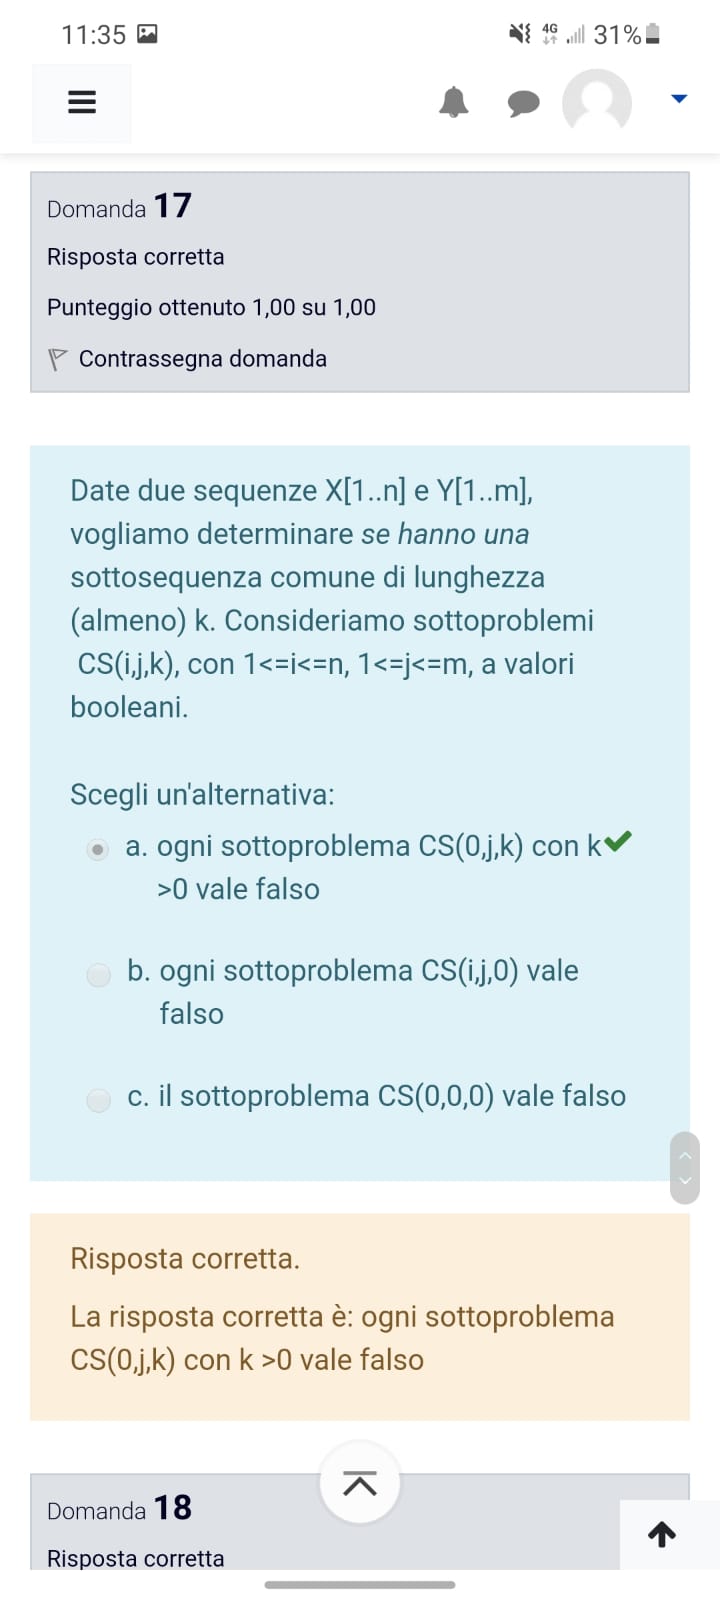 11:35
4G 31%
Domanda 17
Risposta corretta
Punteggio ottenuto 1,00 su 1,00
Contrassegna domanda
Date due sequenze X[1..n] e Y[1..m],
vogliamo determinare se hanno una
sottosequenza comune di lunghezza
(almeno) k. Consideriamo sottoproblemi
CS(i,j,k), con 1<=i<=n, 1<=j<=m, a valori
booleani.
Scegli un'alternativa:
a. ogni sottoproblema CS(0,j,k) con k
>0 vale falso
b. ogni sottoproblema CS(i,j,0) vale
falso
c. il sottoproblema CS(0,0,0) vale falso
Risposta corretta.
La risposta corretta è: ogni sottoproblema
CS(0,j,k) con k >0 vale falso
Domanda 18
Risposta corretta